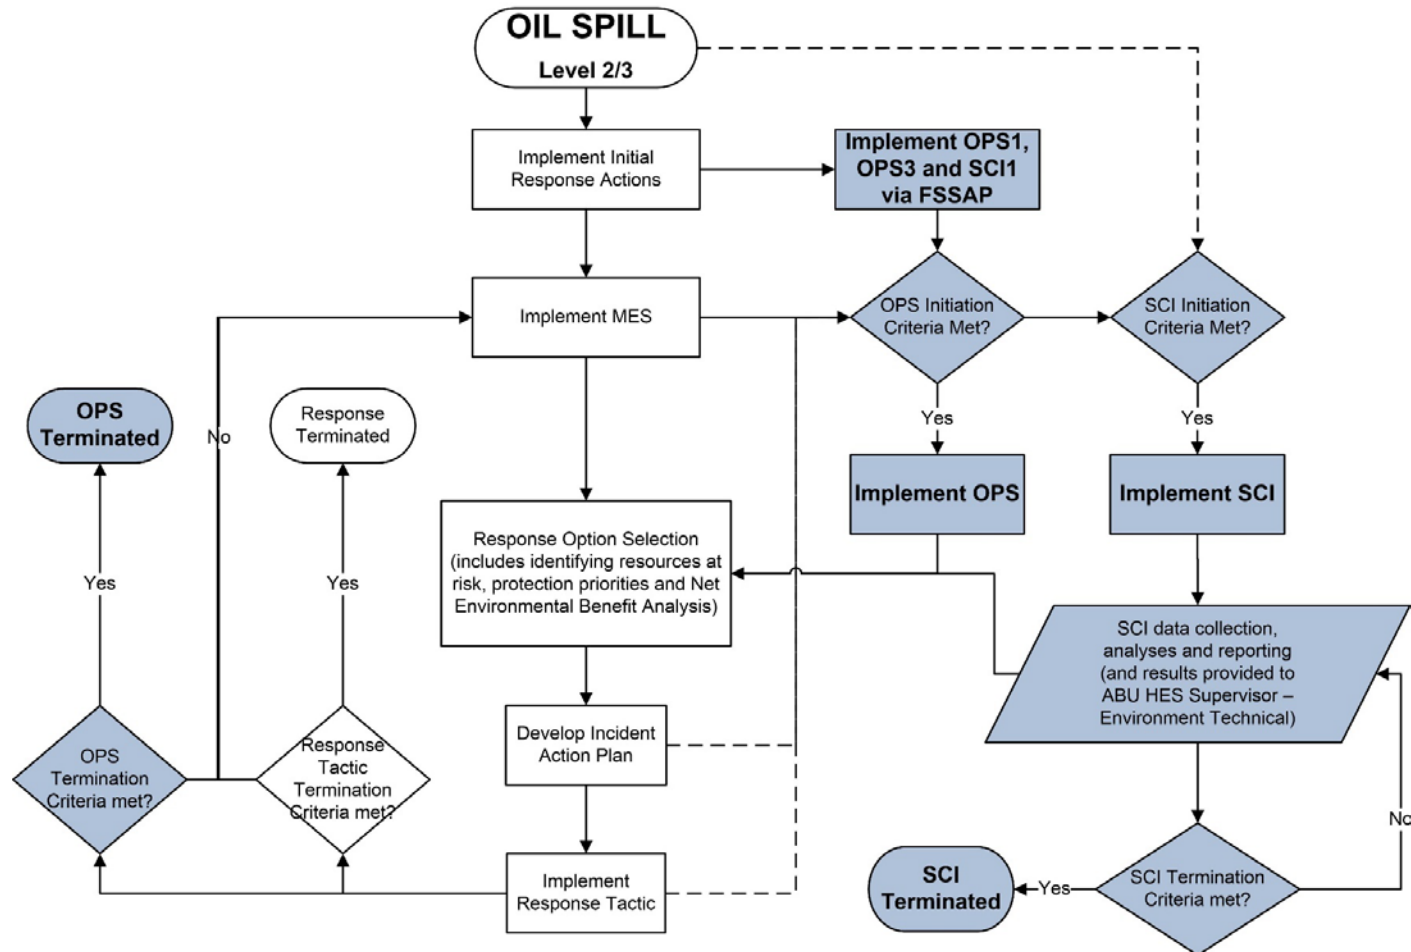 OIL SPILL
Level 2/3
Implement Initial
Response Actions
Implement OPS1,
OPS3 and SCI1
via FSSAP
Implement MES
OPS Initiation
Criteria Met?
SCI Initiation
Criteria Met?
OPS
Terminated
Response
Terminated
No
Yes
Yes
Implement OPS
Implement SCI
Response Option Selection
(includes identifying resources at
risk, protection priorities and Net
Environmental Benefit Analysis)
Yes
Yes
SCI data collection,
analyses and reporting
(and results provided to
ABU HES Supervisor –
Environment Technical)
OPS
Termination
Criteria met?
Response
Tactic
Termination
Criteria met?
Develop Incident
Action Plan
No
Implement
Response Tactic
SCI
Terminated
Yes
SCI Termination
Criteria met?